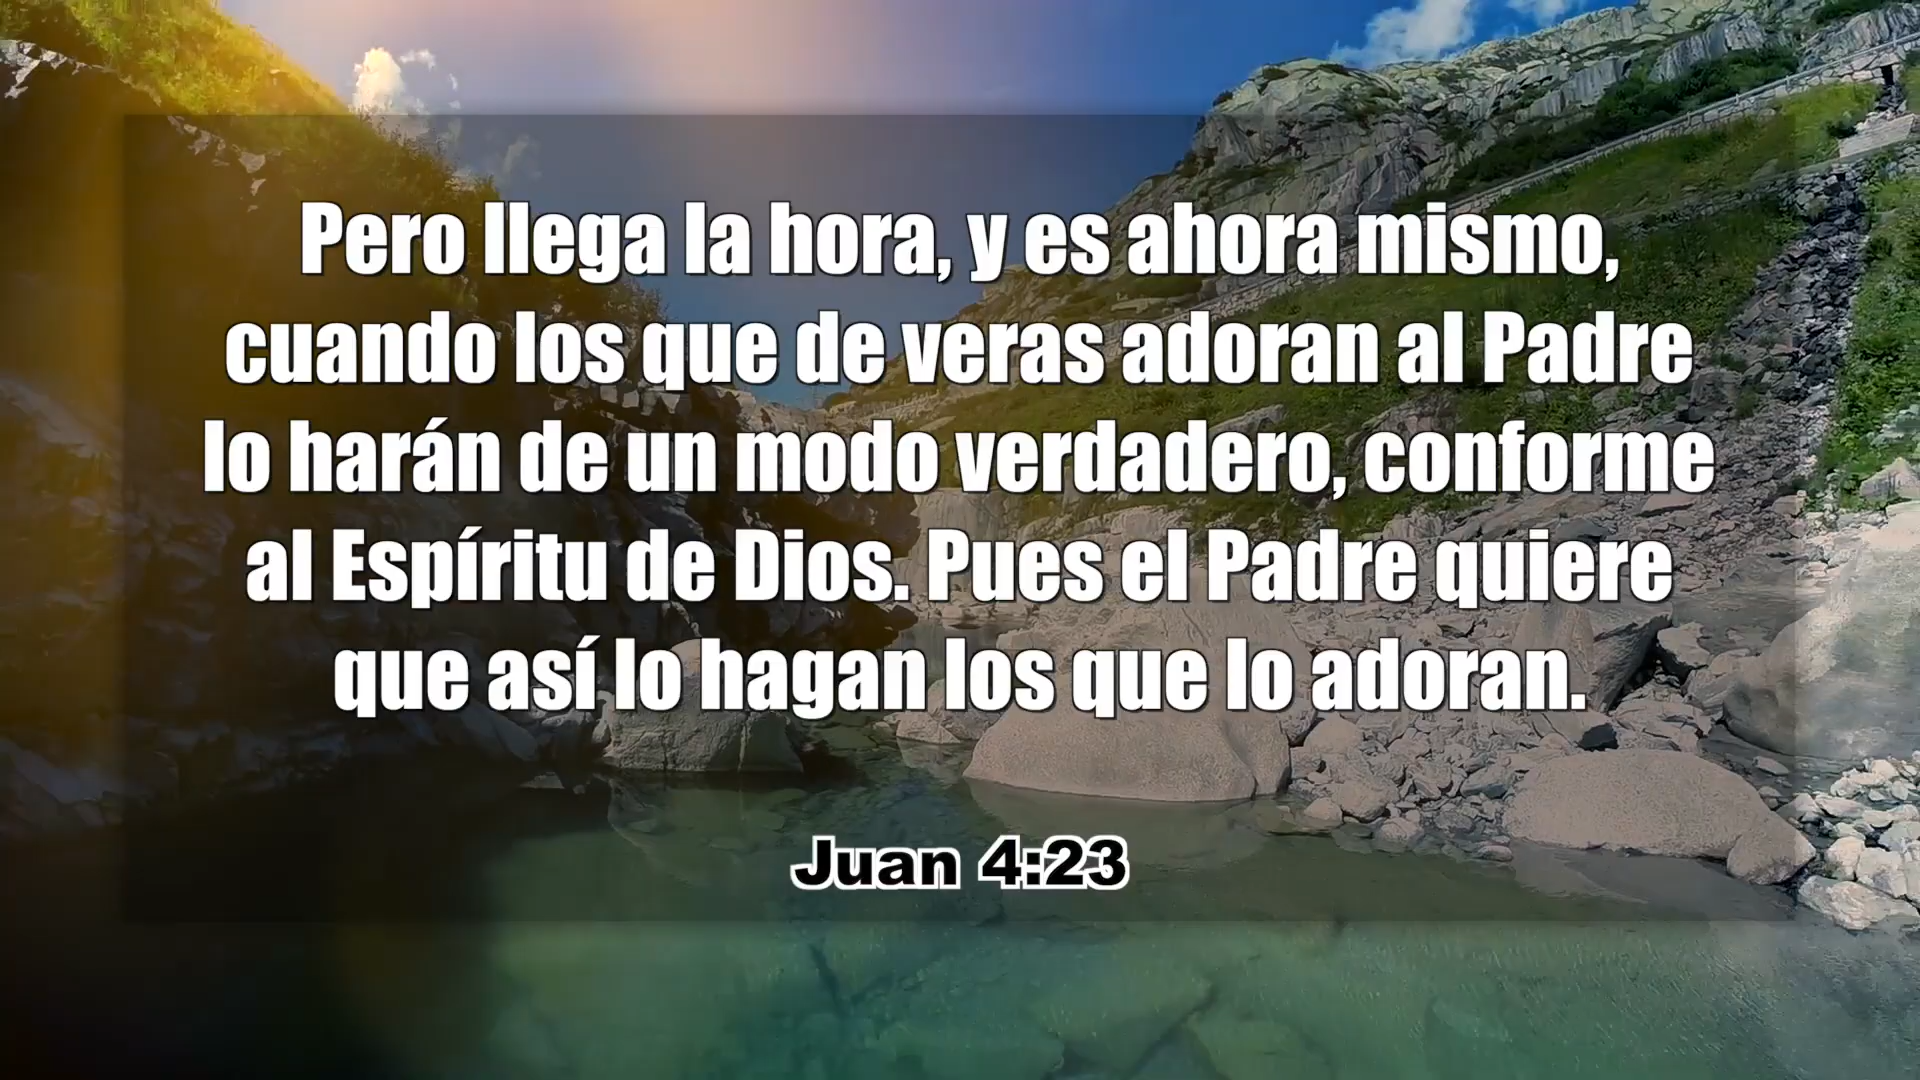 Pero llega la hora, y es ahora mismo,
cuando los que de veras adoran al Padre
lo harán de un modo verdadero, conforme
al Espíritu de Dios. Pues el Padre quiere
que así lo hagan los que lo adoran.
Juan 4:23